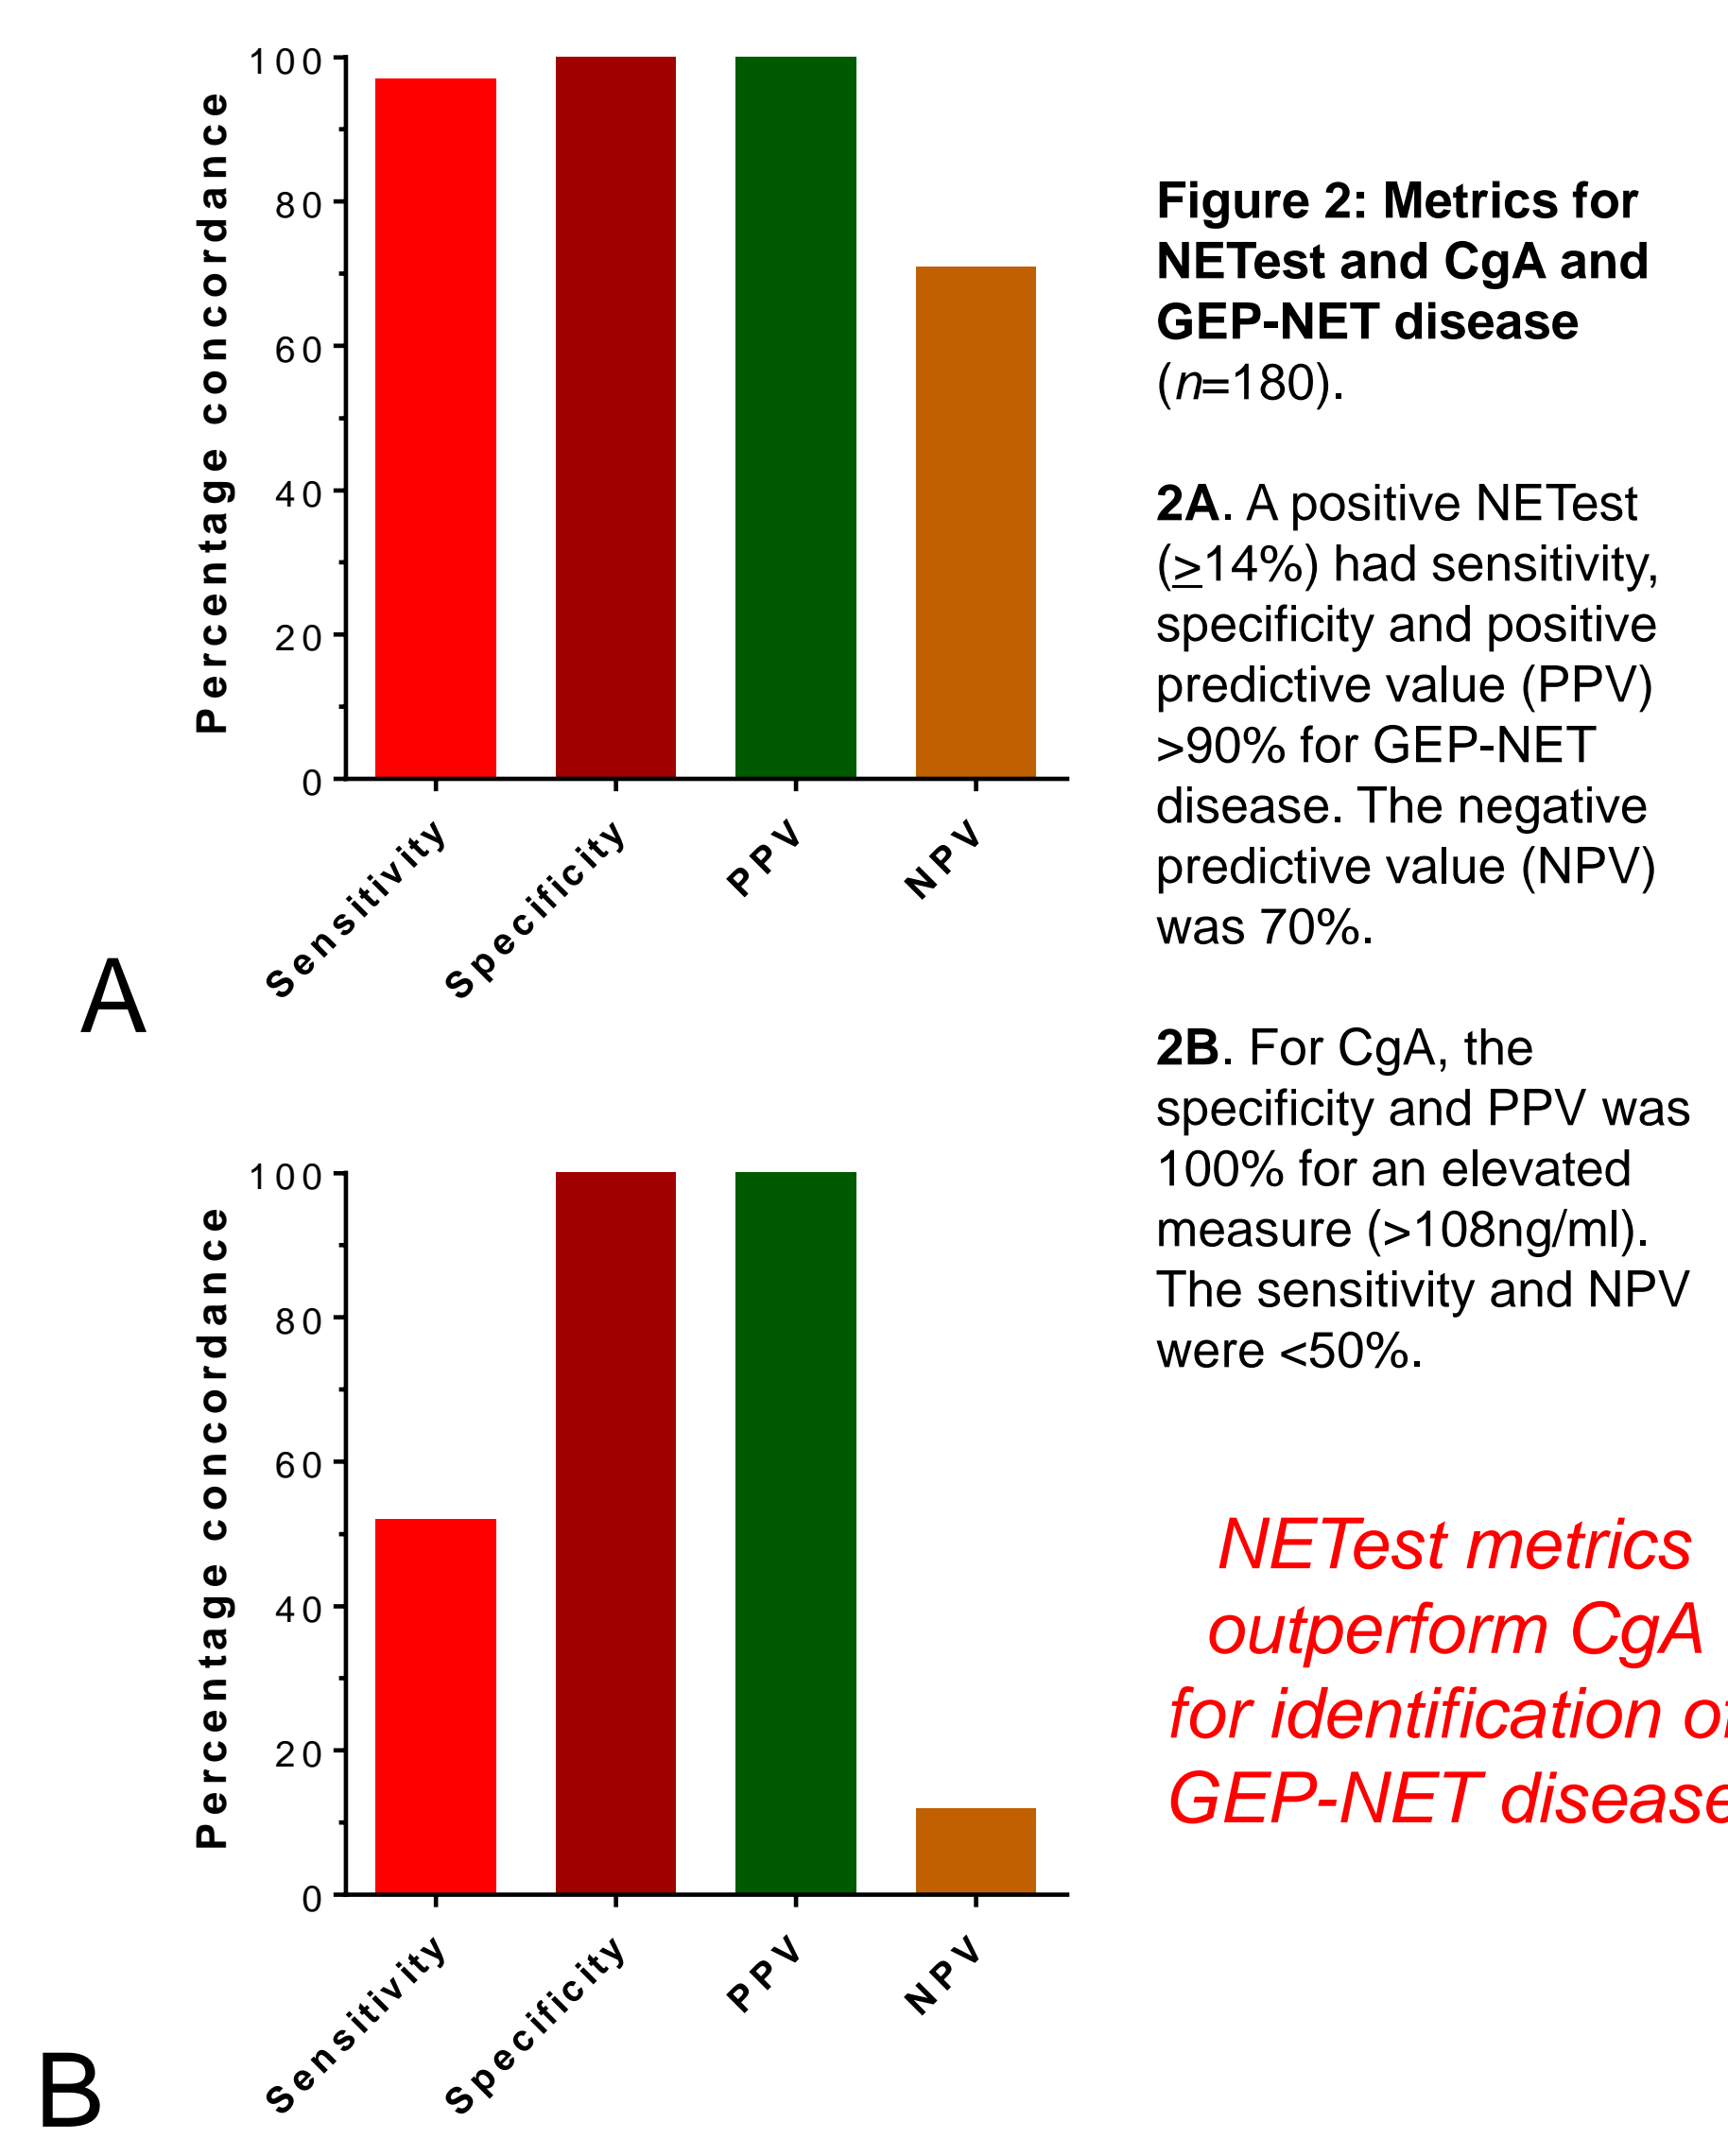 100
80
60
40
20
0
Percentage concordance
Sensitivity
Specificity
PPV
NPV
A
Figure 2: Metrics for
NETest and CgA and
GEP-NET disease
(n=180).
2A. A positive NETest
(≥14%) had sensitivity,
specificity and positive
predictive value (PPV)
>90% for GEP-NET
disease. The negative
predictive value (NPV)
was 70%.
2B. For CgA, the
specificity and PPV was
100% for an elevated
measure (>108ng/ml).
The sensitivity and NPV
were <50%.
100
80
60
40
20
0
Percentage concordance
Sensitivity
Specificity
PPV
NPV
B
NETest metrics
outperform CgA
for identification of
GEP-NET disease